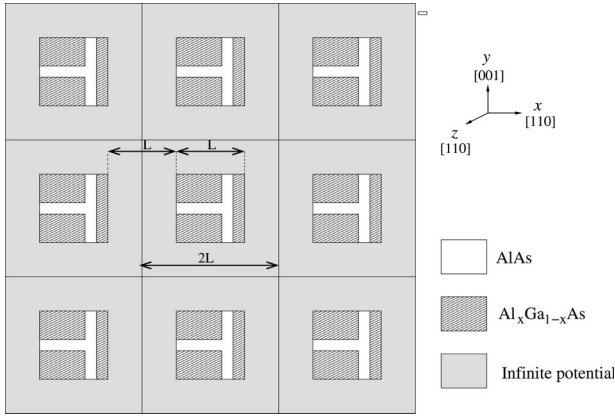 y
[001]
x
[110]
z
[110]
L
L
2L
AlAs
AlₓGa₁₋ₓAs
Infinite potential